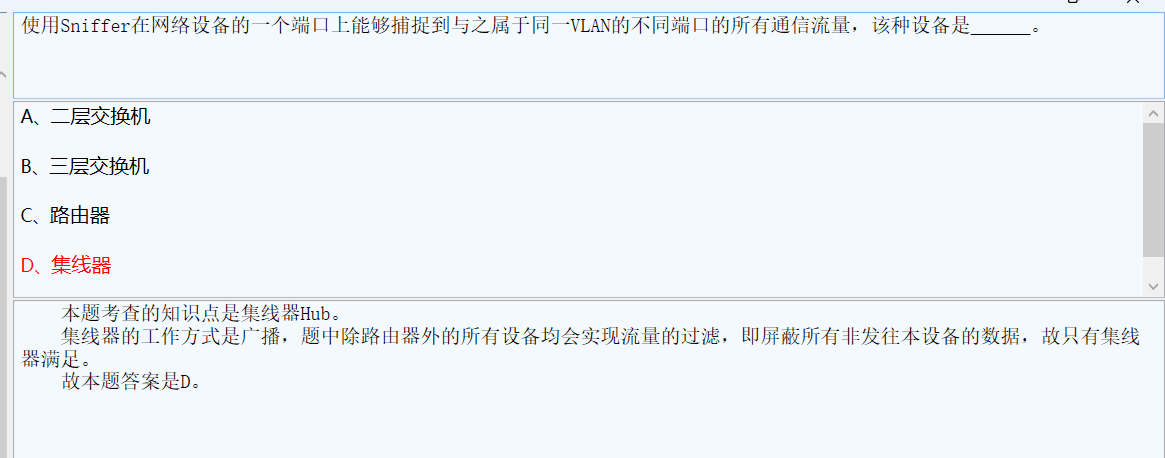 使用Sniffer在网络设备的一个端口上能够捕捉到与之属于同一VLAN的不同端口的所有通信流量，该种设备是______。
A、二层交换机
B、三层交换机
C、路由器
D、集线器
本题考查的知识点是集线器Hub。
集线器的工作方式是广播，题中除路由器外的所有设备均会实现流量的过滤，即屏蔽所有非发往本设备的数据，故只有集线
器满足。
故本题答案是D。